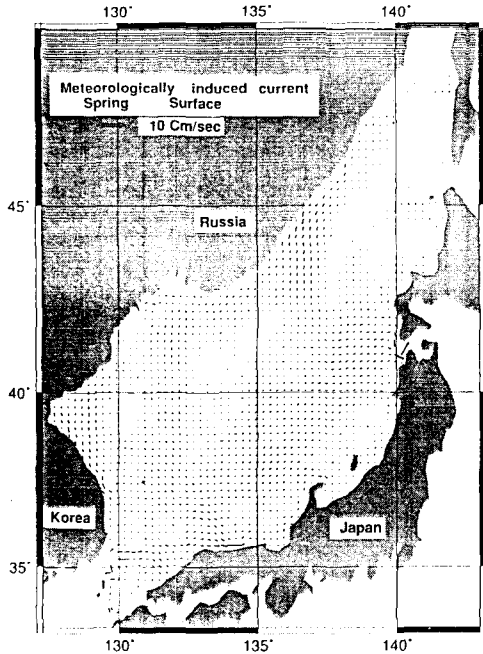 130° 135° 140°
Meteorologically induced current
Spring Surface
10 Cm/sec
45°
Russia
40°
Korea
Japan
35°
130° 135° 140°